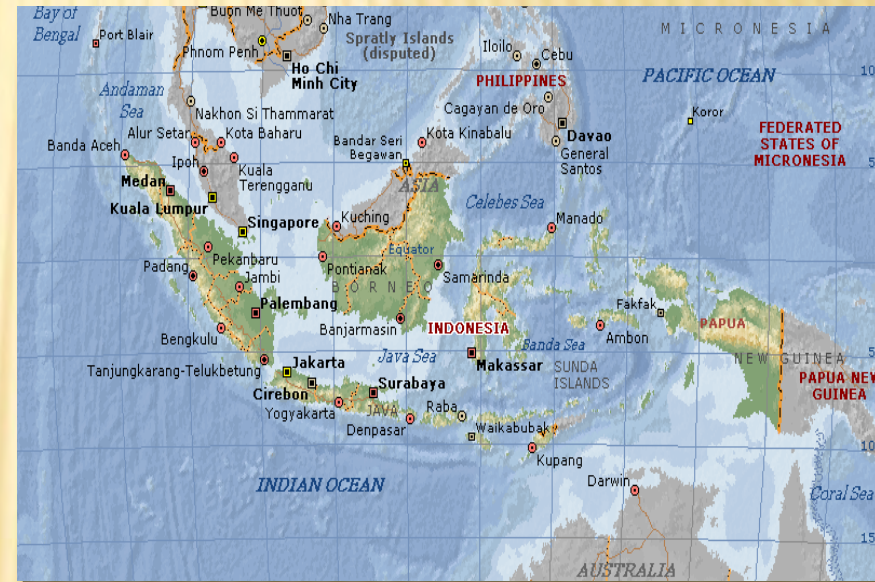 Bay of
Bengal
Port Blair
Buon Me Thuot
Nha Trang
Phnom Penh
Spratly Islands
(disputed)
Ho Chi
Minh City
Iloilo
Cebu
MICRONESIA
PHILIPPINES
PACIFIC OCEAN
10
Andaman
Sea
Nakhon Si Thammarat
Cagayan de Oro
Koror
Alur Setar
Kota Baharu
Bandar Seri
Begawan
Kota Kinabalu
Davao
General
Santos
FEDERATED
STATES OF
MICRONESIA
Banda Aceh
Ipoh
Kuala
Terengganu
5
Medan
ASIA
Kuala Lumpur
Celebes Sea
Singapore
Kuching
Manado
Pekanbaru
Equator
Padang
Pontianak
Samarinda
Jambi
BORNEO
Palembang
Fakfak
Bengkulu
Banjarmasin
INDONESIA
Ambon
PAPUA
Banda Sea
Tanjungkarang-Telukbetung
Java Sea
5
NEW GUINEA
Jakarta
Makassar
SUNDA
ISLANDS
PAPUA NEW
GUINEA
Cirebon
Surabaya
Yogyakarta
JAVA
Raba
Denpasar
Waikabubak
Kupang
10
INDIAN OCEAN
Darwin
Coral Sea
15
AUSTRALIA